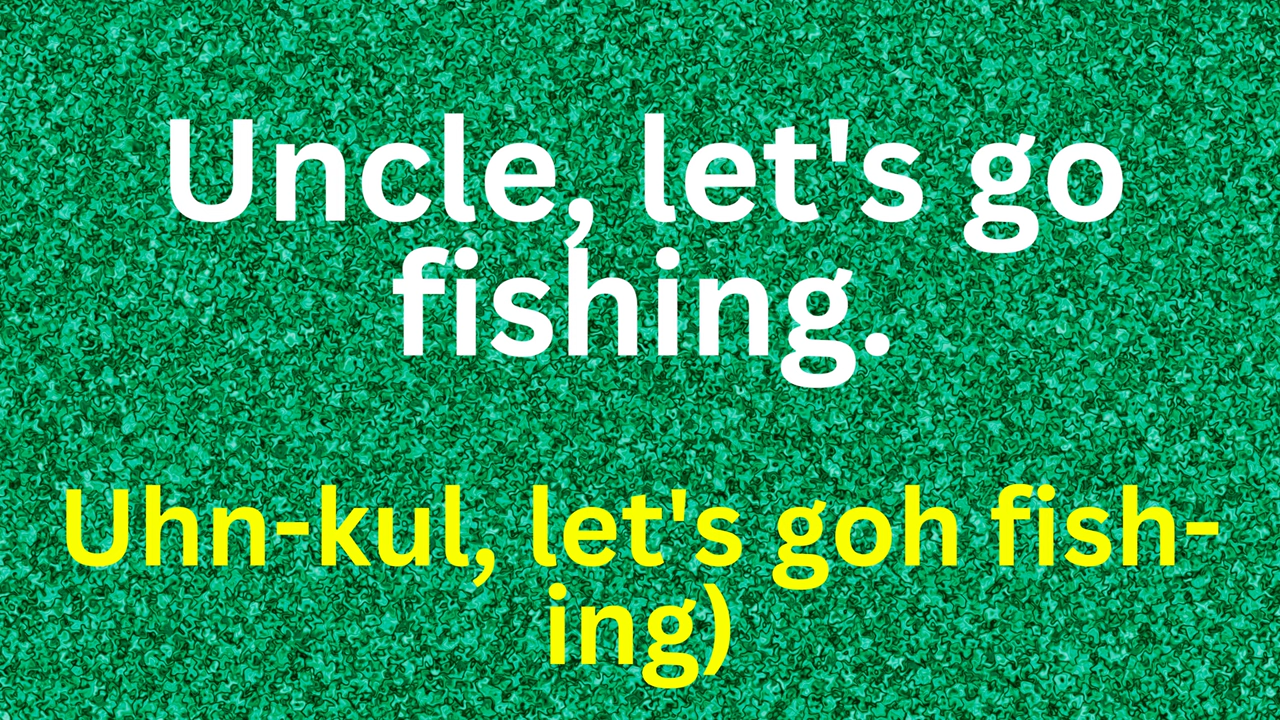 Uncle, let's go
fishing.
Uhn-kul, let's goh fish-
ing)